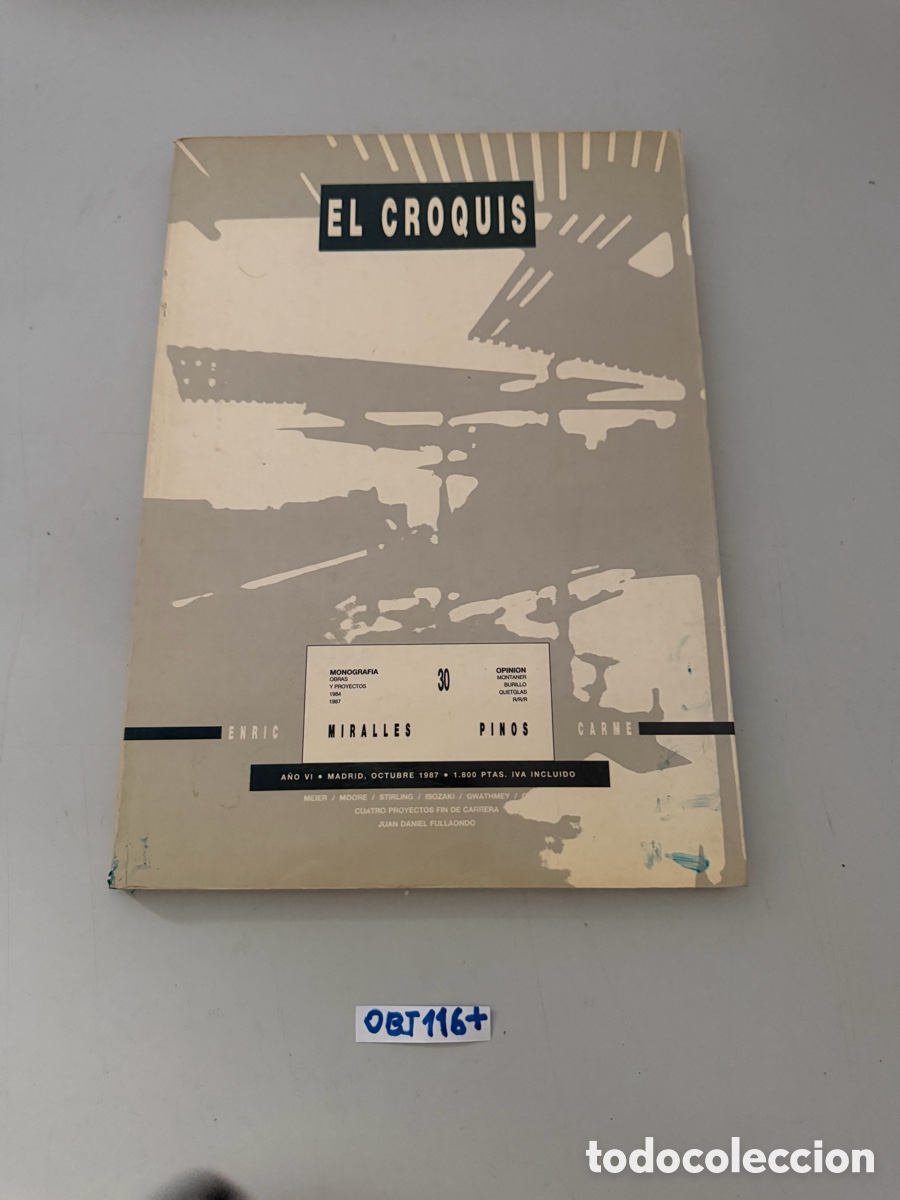 EL CROQUIS
MONOGRAFIA
OBRAS
Y PROYECTOS
1984
1987
30
OPINION
MONTANER
BURILLO
QUETGLAS
R/R/R
ENRIC MIRALLES PINOS CARME
AÑO VI • MADRID, OCTUBRE 1987 • 1.800 PTAS. IVA INCLUIDO
MEIER / MOORE / STIRLING / ISOZAKI / GWATHMEY /
CUATRO PROYECTOS FIN DE CARRERA
JUAN DANIEL FULLAONDO
OBJ116+
todocoleccion